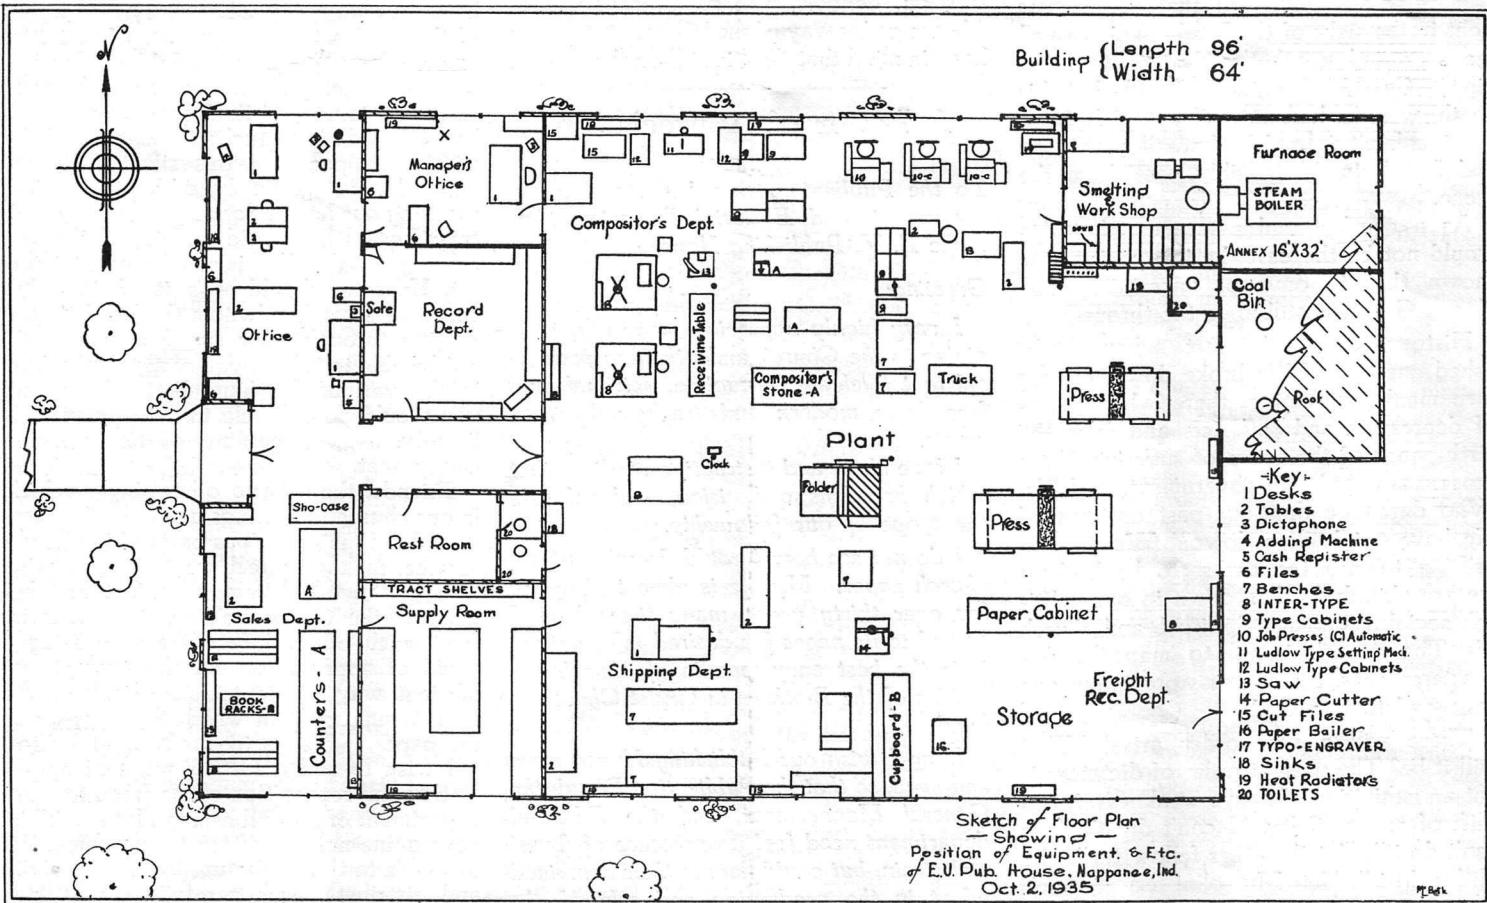 N
Building { Length 96'
Width 64'
Manager's
Office
Compositor's Dept.
Smelting
&
Work Shop
DOWN
Furnace Room
STEAM
BOILER
ANNEX 16'X32'
Coal
Bin
Roof
Office
Safe
Record
Dept.
Receiving Table
Compositor's
Stone-A
Truck
Press
Plant
Clock
Folder
Press
Sho-Case
Rest Room
TRACT SHELVES
Supply Room
Sales Dept.
BOOK
RACKS-B
Counters-A
Shipping Dept.
Paper Cabinet
Cupboard-B
Storage
Freight
Rec. Dept.
-Key-
1 Desks
2 Tables
3 Dictaphone
4 Adding Machine
5 Cash Register
6 Files
7 Benches
8 INTER-TYPE
9 Type Cabinets
10 Job Presses (C) Automatic
11 Ludlow Type Setting Mach.
12 Ludlow Type Cabinets
13 Saw
14 Paper Cutter
15 Cut Files
16 Paper Bailer
17 TYPO-ENGRAVER
18 Sinks
19 Heat Radiators
20 TOILETS
Sketch of Floor Plan
— Showing —
Position of Equipment, & Etc.
of E.U. Pub. House, Nappanee, Ind.
Oct. 2, 1935